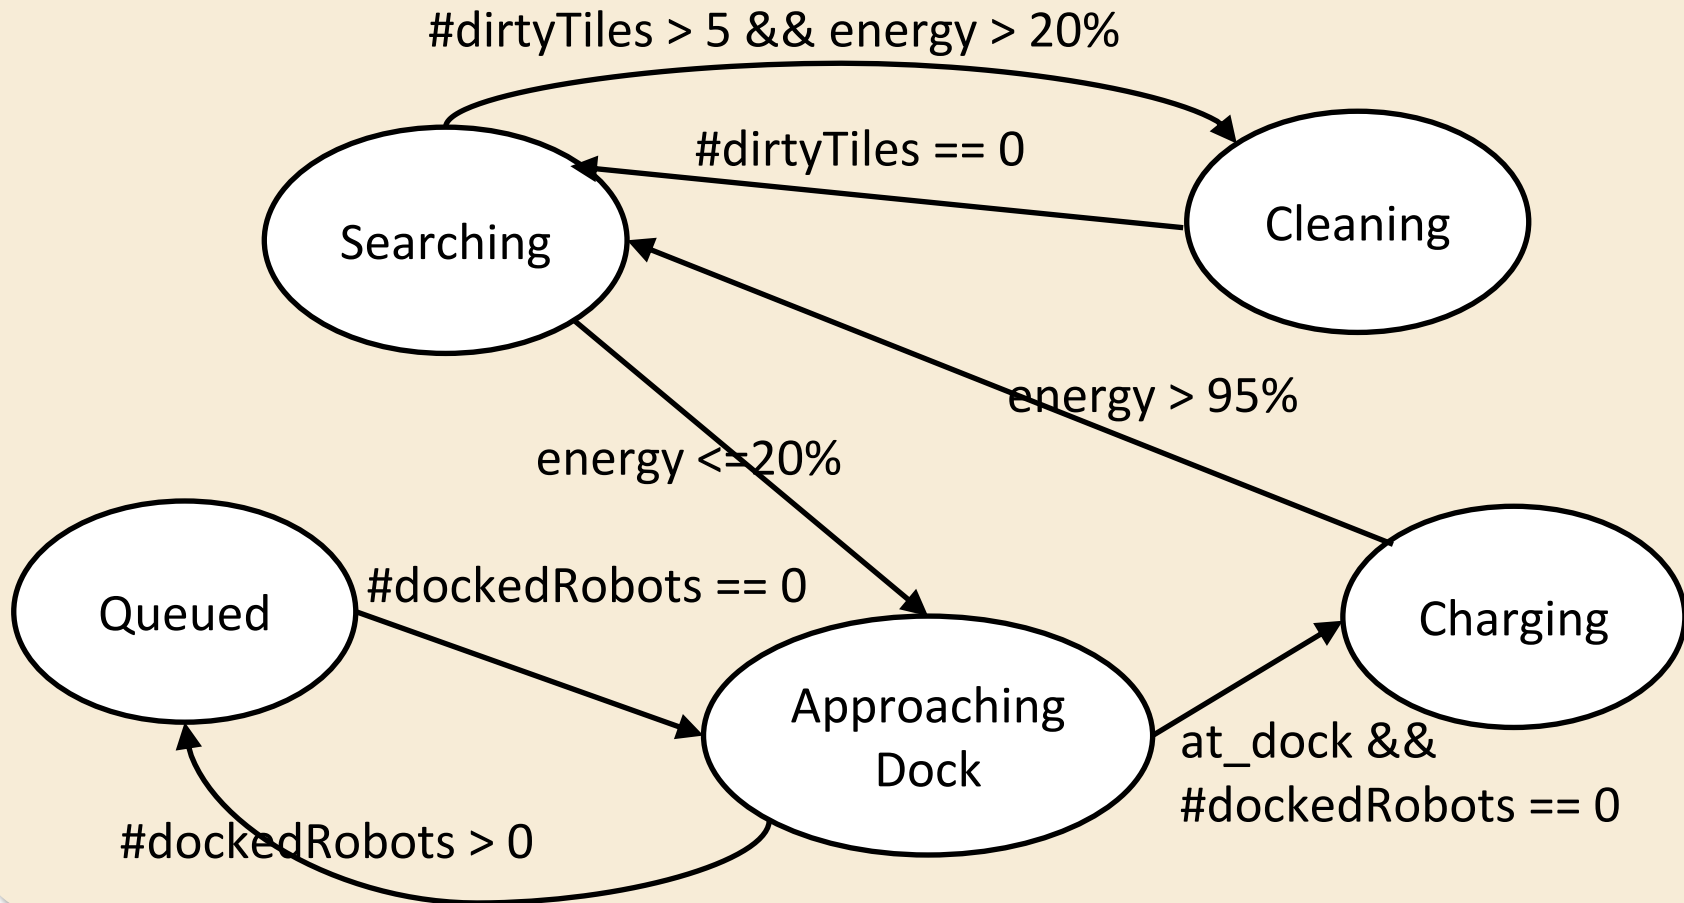 #dirtyTiles > 5 && energy > 20%
#dirtyTiles == 0
Searching
Cleaning
energy > 95%
energy <=20%
#dockedRobots == 0
Queued
Charging
Approaching
Dock
at_dock &&
#dockedRobots == 0
#dockedRobots > 0